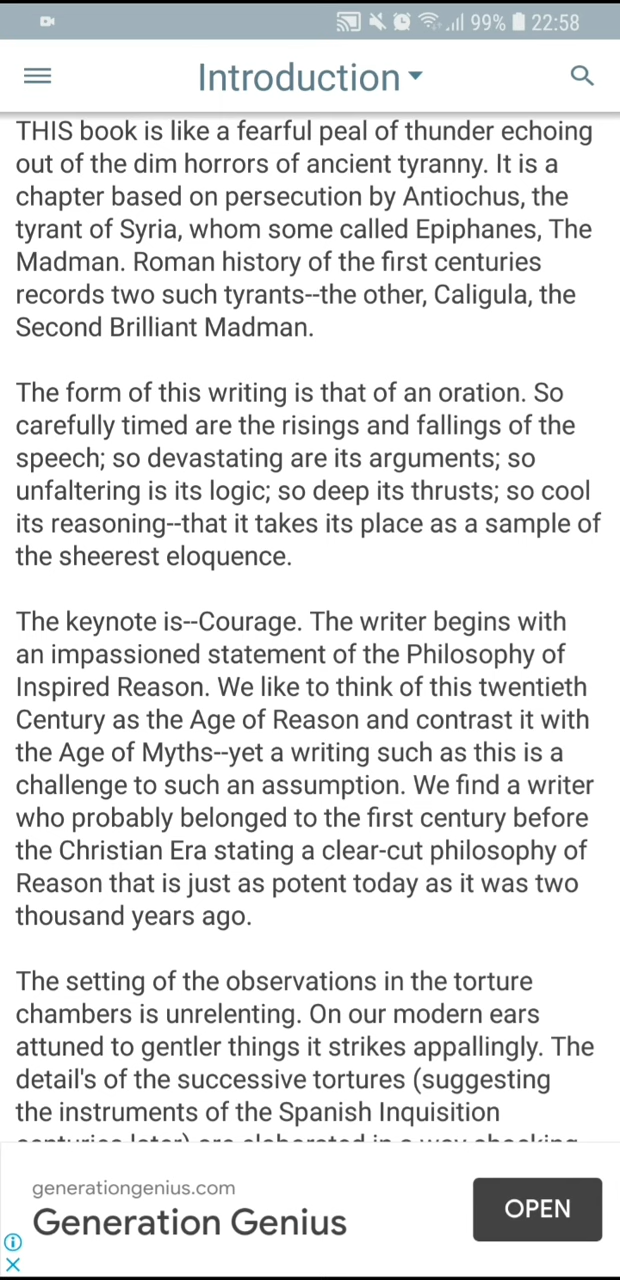 99% 22:58
Introduction
THIS book is like a fearful peal of thunder echoing
out of the dim horrors of ancient tyranny. It is a
chapter based on persecution by Antiochus, the
tyrant of Syria, whom some called Epiphanes, The
Madman. Roman history of the first centuries
records two such tyrants--the other, Caligula, the
Second Brilliant Madman.
The form of this writing is that of an oration. So
carefully timed are the risings and fallings of the
speech; so devastating are its arguments; so
unfaltering is its logic; so deep its thrusts; so cool
its reasoning--that it takes its place as a sample of
the sheerest eloquence.
The keynote is--Courage. The writer begins with
an impassioned statement of the Philosophy of
Inspired Reason. We like to think of this twentieth
Century as the Age of Reason and contrast it with
the Age of Myths--yet a writing such as this is a
challenge to such an assumption. We find a writer
who probably belonged to the first century before
the Christian Era stating a clear-cut philosophy of
Reason that is just as potent today as it was two
thousand years ago.
The setting of the observations in the torture
chambers is unrelenting. On our modern ears
attuned to gentler things it strikes appallingly. The
detail's of the successive tortures (suggesting
the instruments of the Spanish Inquisition
centuries later) are elaborated in a way shocking
generationgenius.com
Generation Genius
OPEN